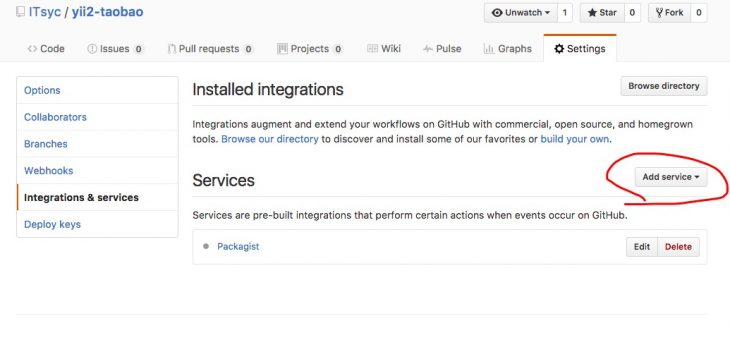 ITsyc / yii2-taobao
Unwatch 1 Star 0 Fork 0
Code Issues 0 Pull requests 0 Projects 0 Wiki Pulse Graphs Settings
Options
Collaborators
Branches
Webhooks
Integrations & services
Deploy keys
Installed integrations
Browse directory
Integrations augment and extend your workflows on GitHub with commercial, open source, and homegrown
tools. Browse our directory to discover and install some of our favorites or build your own.
Services
Add service
Services are pre-built integrations that perform certain actions when events occur on GitHub.
Packagist
Edit Delete